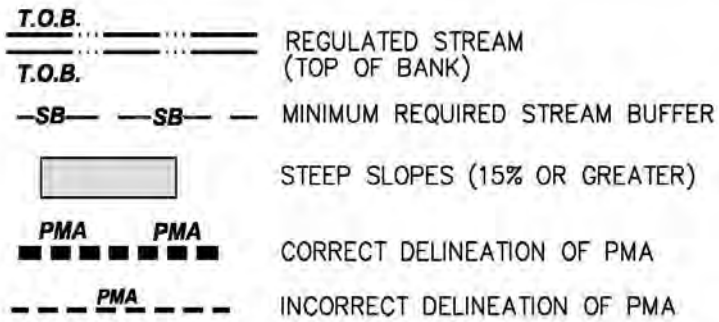 T.O.B.
T.O.B.
REGULATED STREAM
(TOP OF BANK)
SB SB
MINIMUM REQUIRED STREAM BUFFER
STEEP SLOPES (15% OR GREATER)
PMA PMA
CORRECT DELINEATION OF PMA
PMA
INCORRECT DELINEATION OF PMA